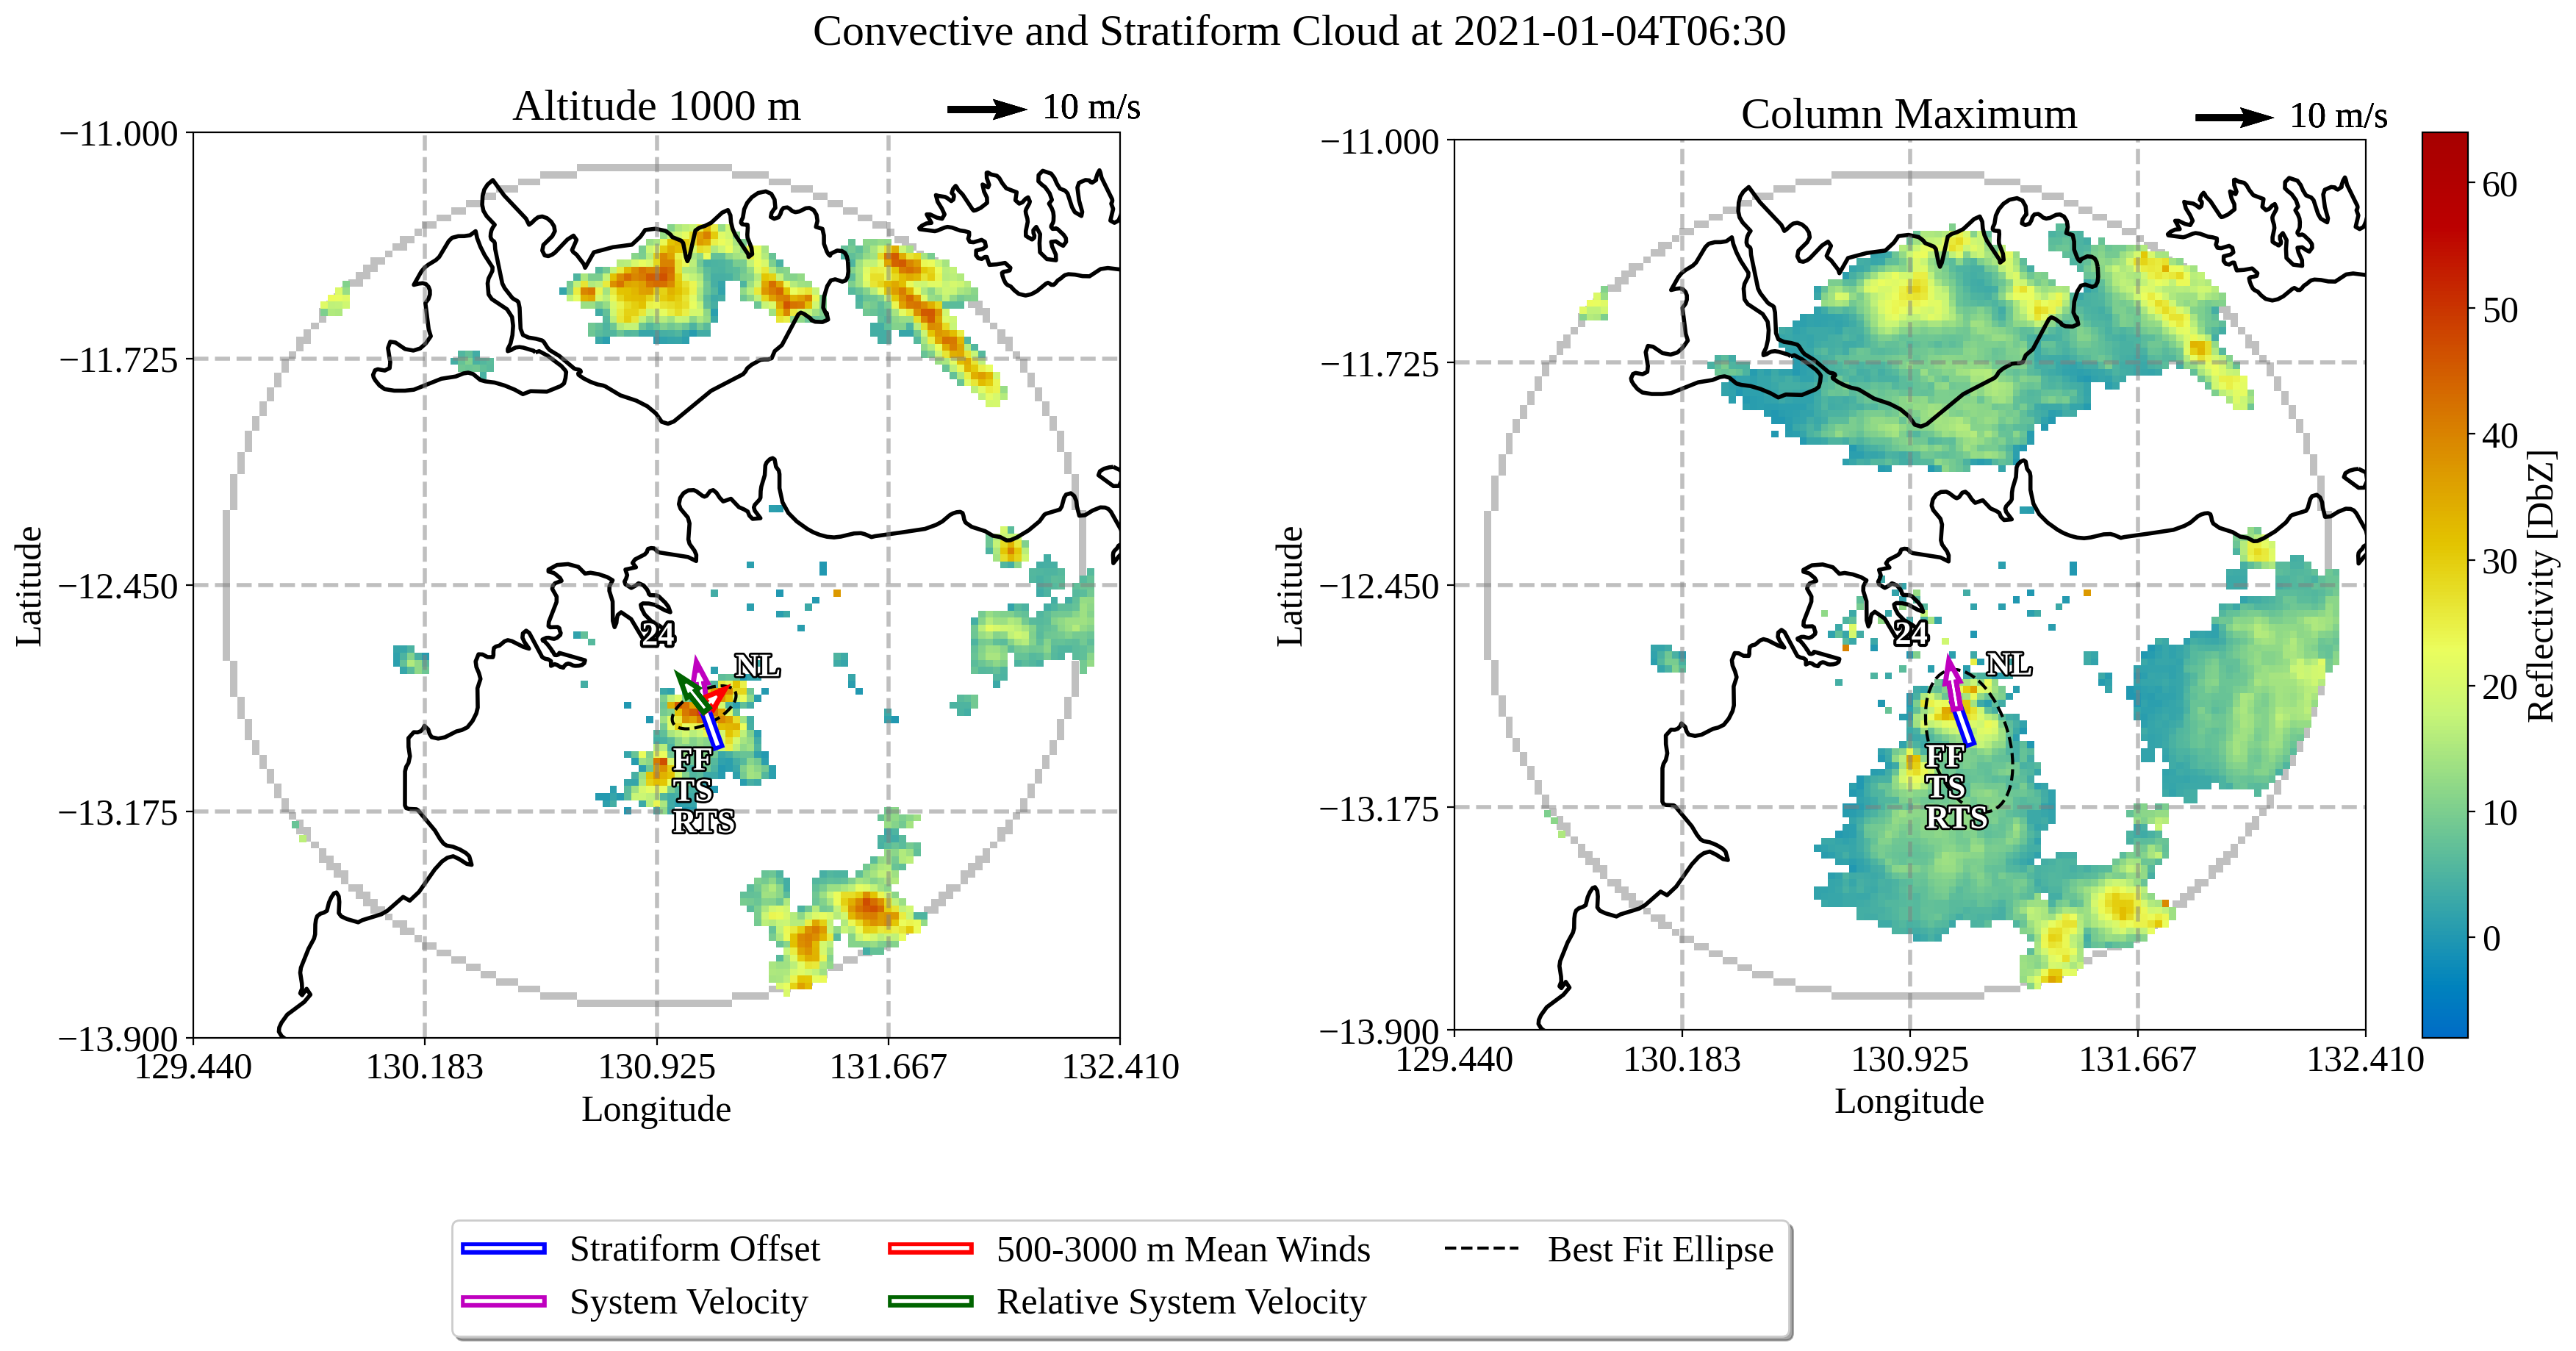 Convective and Stratiform Cloud at 2021-01-04T06:30
Altitude 1000 m
10 m/s
−11.000
−11.725
−12.450
−13.175
−13.900
129.440
130.183
130.925
131.667
132.410
Latitude
Longitude
24
NL
FF
TS
RTS
Column Maximum
10 m/s
−11.000
−11.725
−12.450
−13.175
−13.900
129.440
130.183
130.925
131.667
132.410
Latitude
Longitude
24
NL
FF
TS
RTS
60
50
40
30
20
10
0
Reflectivity [DbZ]
Stratiform Offset
500-3000 m Mean Winds
Best Fit Ellipse
System Velocity
Relative System Velocity